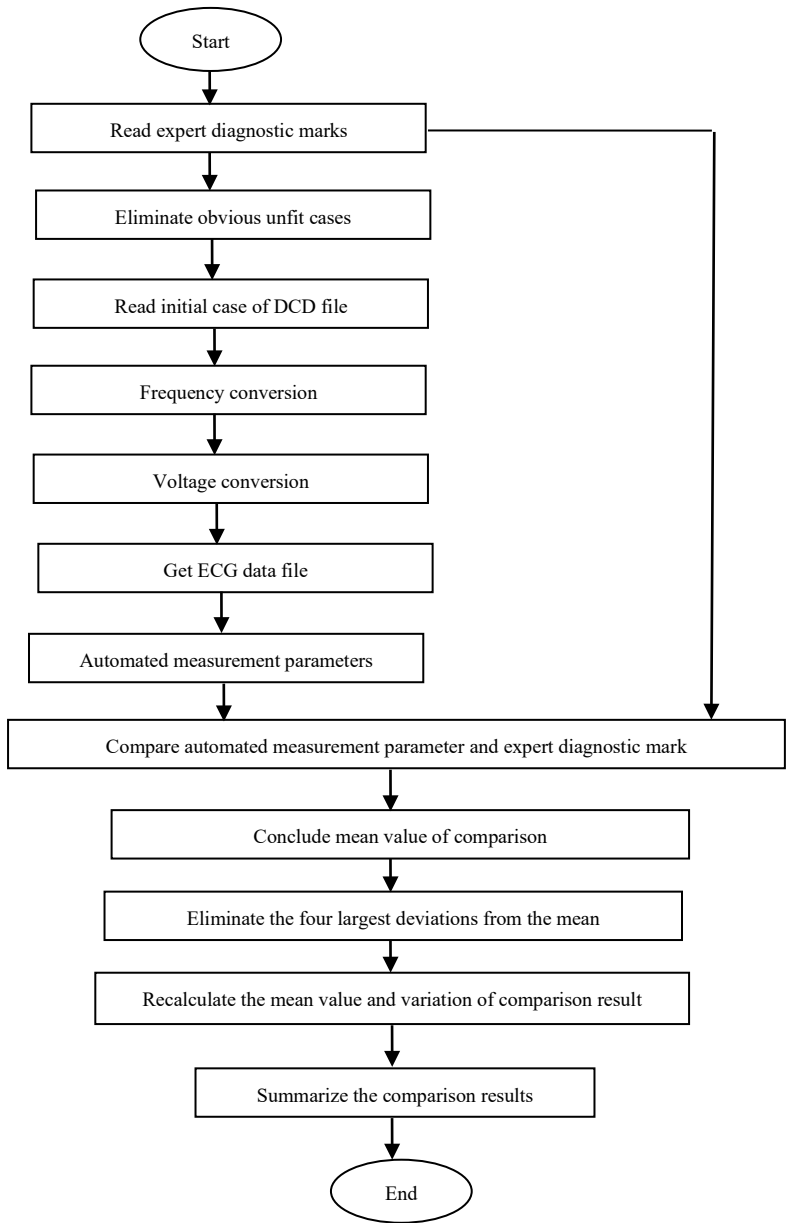 Start
Read expert diagnostic marks
Eliminate obvious unfit cases
Read initial case of DCD file
Frequency conversion
Voltage conversion
Get ECG data file
Automated measurement parameters
Compare automated measurement parameter and expert diagnostic mark
Conclude mean value of comparison
Eliminate the four largest deviations from the mean
Recalculate the mean value and variation of comparison result
Summarize the comparison results
End